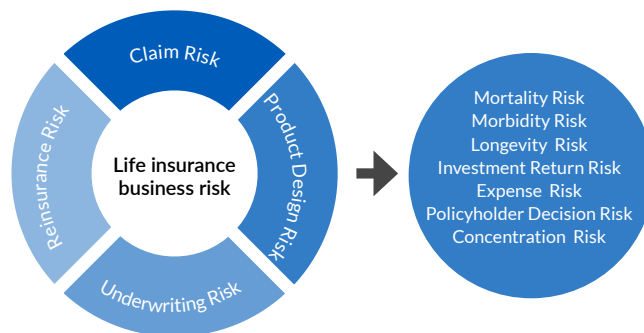 Claim Risk
Product Design Risk
Underwriting Risk
Reinsurance Risk
Life insurance
business risk
Mortality Risk
Morbidity Risk
Longevity Risk
Investment Return Risk
Expense Risk
Policyholder Decision Risk
Concentration Risk